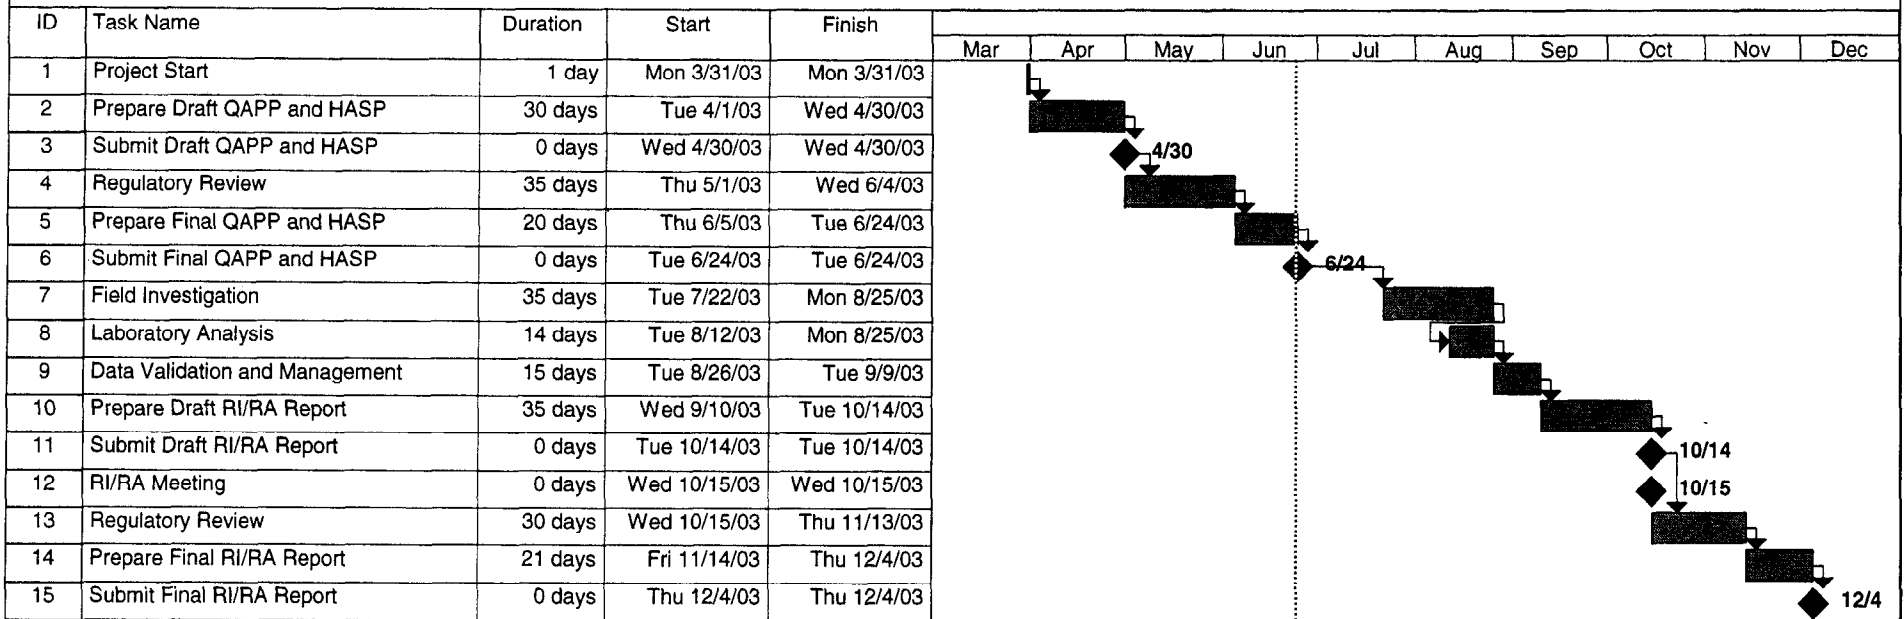 ID Task Name Duration Start Finish
Mar Apr May Jun Jul Aug Sep Oct Nov Dec
1 Project Start 1 day Mon 3/31/03 Mon 3/31/03
2 Prepare Draft QAPP and HASP 30 days Tue 4/1/03 Wed 4/30/03
3 Submit Draft QAPP and HASP 0 days Wed 4/30/03 Wed 4/30/03 4/30
4 Regulatory Review 35 days Thu 5/1/03 Wed 6/4/03
5 Prepare Final QAPP and HASP 20 days Thu 6/5/03 Tue 6/24/03
6 Submit Final QAPP and HASP 0 days Tue 6/24/03 Tue 6/24/03 6/24
7 Field Investigation 35 days Tue 7/22/03 Mon 8/25/03
8 Laboratory Analysis 14 days Tue 8/12/03 Mon 8/25/03
9 Data Validation and Management 15 days Tue 8/26/03 Tue 9/9/03
10 Prepare Draft RI/RA Report 35 days Wed 9/10/03 Tue 10/14/03
11 Submit Draft RI/RA Report 0 days Tue 10/14/03 Tue 10/14/03 10/14
12 RI/RA Meeting 0 days Wed 10/15/03 Wed 10/15/03 10/15
13 Regulatory Review 30 days Wed 10/15/03 Thu 11/13/03
14 Prepare Final RI/RA Report 21 days Fri 11/14/03 Thu 12/4/03
15 Submit Final RI/RA Report 0 days Thu 12/4/03 Thu 12/4/03 12/4